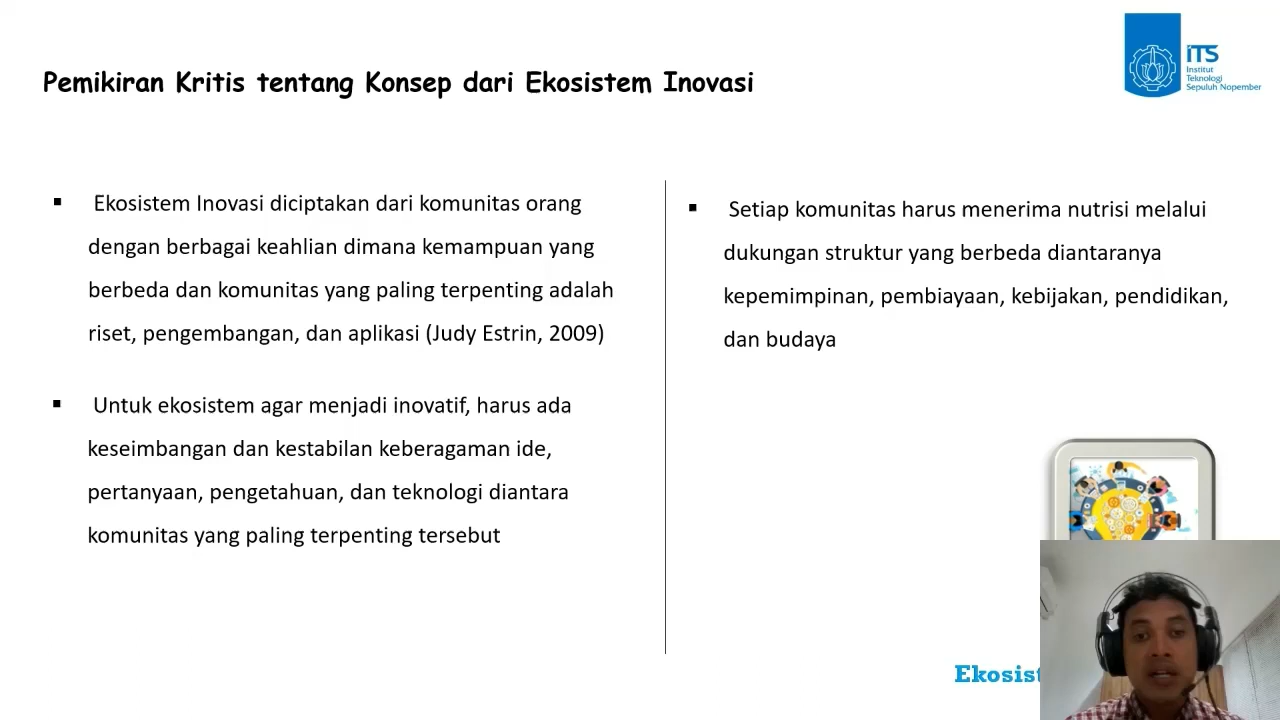 Pemikiran Kritis tentang Konsep dari Ekosistem Inovasi
iTS
Institut
Teknologi
Sepuluh Nopember
▪ Ekosistem Inovasi diciptakan dari komunitas orang
dengan berbagai keahlian dimana kemampuan yang
berbeda dan komunitas yang paling terpenting adalah
riset, pengembangan, dan aplikasi (Judy Estrin, 2009)
▪ Untuk ekosistem agar menjadi inovatif, harus ada
keseimbangan dan kestabilan keberagaman ide,
pertanyaan, pengetahuan, dan teknologi diantara
komunitas yang paling terpenting tersebut
▪ Setiap komunitas harus menerima nutrisi melalui
dukungan struktur yang berbeda diantaranya
kepemimpinan, pembiayaan, kebijakan, pendidikan,
dan budaya